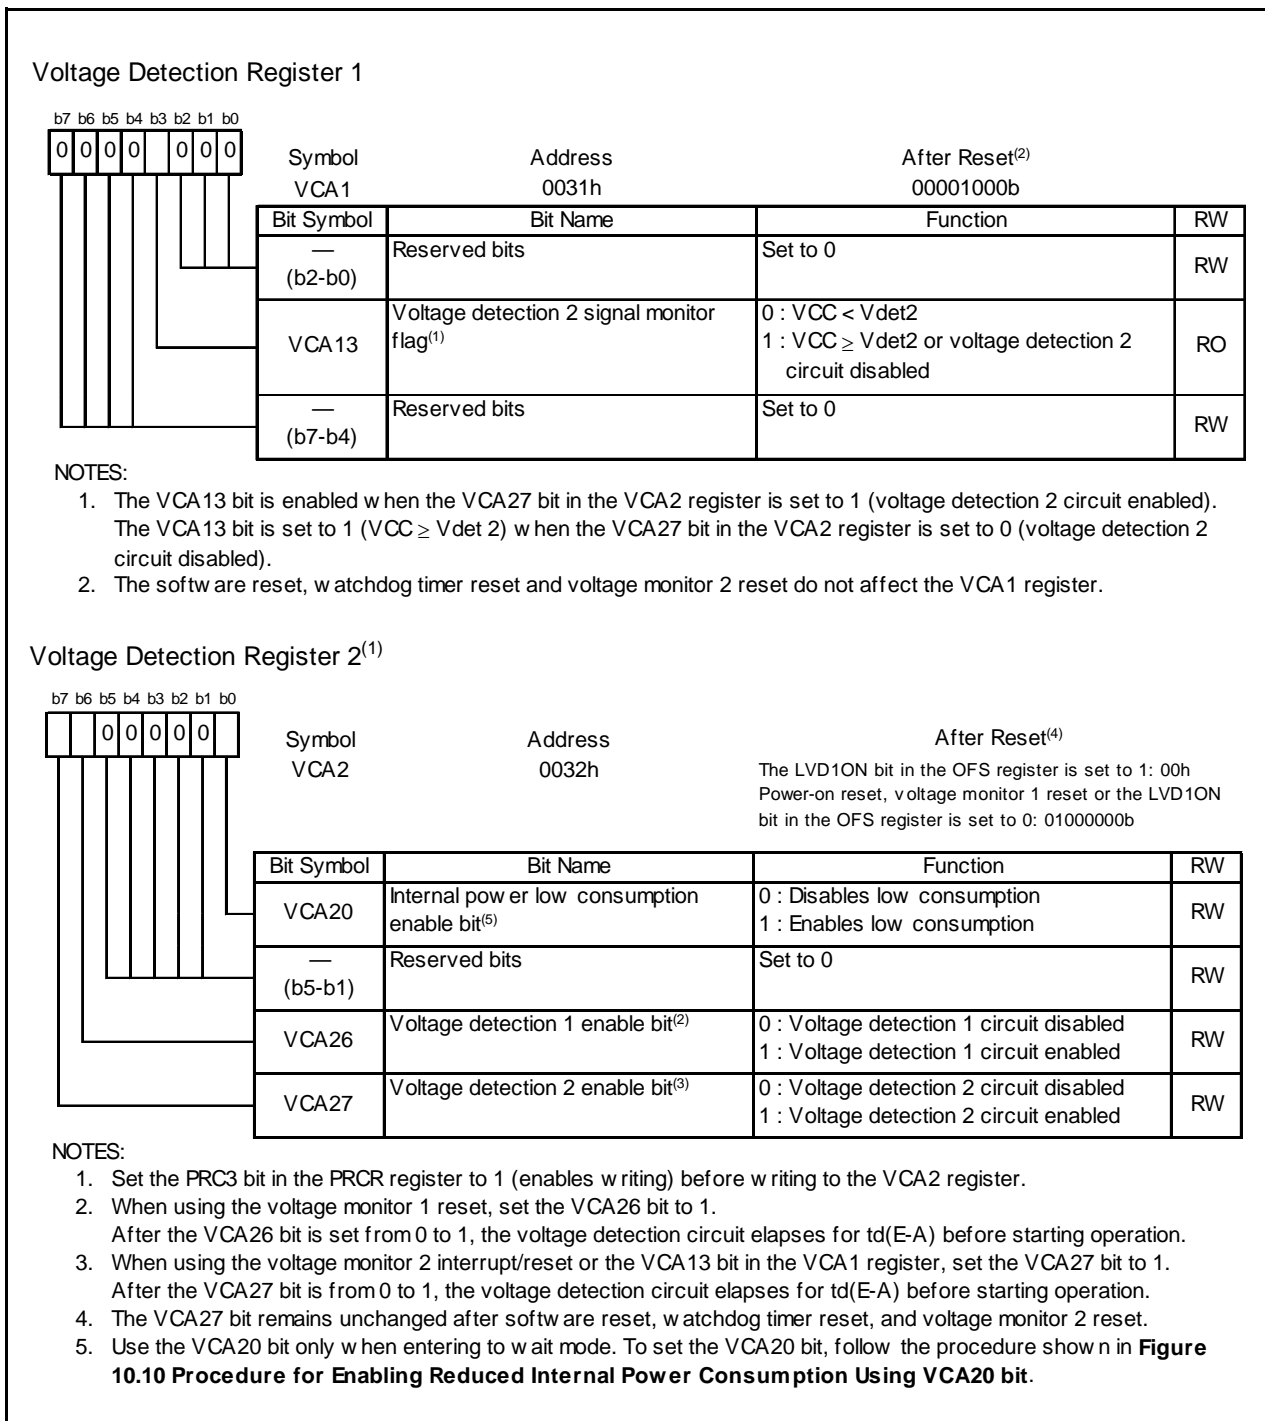 Voltage Detection Register 1
b7 b6 b5 b4 b3 b2 b1 b0
0 0 0 0 0 0 0
Symbol Address After Reset(2)
VCA1 0031h 00001000b
Bit Symbol Bit Name Function RW
—
(b2-b0)
Reserved bits Set to 0 RW
VCA13
Voltage detection 2 signal monitor
flag(1)
0 : VCC < Vdet2
1 : VCC ≥ Vdet2 or voltage detection 2
circuit disabled
RO
—
(b7-b4)
Reserved bits Set to 0 RW
NOTES:
1. The VCA13 bit is enabled when the VCA27 bit in the VCA2 register is set to 1 (voltage detection 2 circuit enabled).
The VCA13 bit is set to 1 (VCC ≥ Vdet 2) when the VCA27 bit in the VCA2 register is set to 0 (voltage detection 2
circuit disabled).
2. The software reset, watchdog timer reset and voltage monitor 2 reset do not affect the VCA1 register.
Voltage Detection Register 2(1)
b7 b6 b5 b4 b3 b2 b1 b0
0 0 0 0 0
Symbol Address After Reset(4)
VCA2 0032h
The LVD1ON bit in the OFS register is set to 1: 00h
Power-on reset, voltage monitor 1 reset or the LVD1ON
bit in the OFS register is set to 0: 01000000b
Bit Symbol Bit Name Function RW
VCA20
Internal power low consumption
enable bit(5)
0 : Disables low consumption
1 : Enables low consumption
RW
—
(b5-b1)
Reserved bits Set to 0 RW
VCA26
Voltage detection 1 enable bit(2)
0 : Voltage detection 1 circuit disabled
1 : Voltage detection 1 circuit enabled
RW
VCA27
Voltage detection 2 enable bit(3)
0 : Voltage detection 2 circuit disabled
1 : Voltage detection 2 circuit enabled
RW
NOTES:
1. Set the PRC3 bit in the PRCR register to 1 (enables writing) before writing to the VCA2 register.
2. When using the voltage monitor 1 reset, set the VCA26 bit to 1.
After the VCA26 bit is set from 0 to 1, the voltage detection circuit elapses for td(E-A) before starting operation.
3. When using the voltage monitor 2 interrupt/reset or the VCA13 bit in the VCA1 register, set the VCA27 bit to 1.
After the VCA27 bit is from 0 to 1, the voltage detection circuit elapses for td(E-A) before starting operation.
4. The VCA27 bit remains unchanged after software reset, watchdog timer reset, and voltage monitor 2 reset.
5. Use the VCA20 bit only when entering to wait mode. To set the VCA20 bit, follow the procedure shown in Figure
10.10 Procedure for Enabling Reduced Internal Power Consumption Using VCA20 bit.